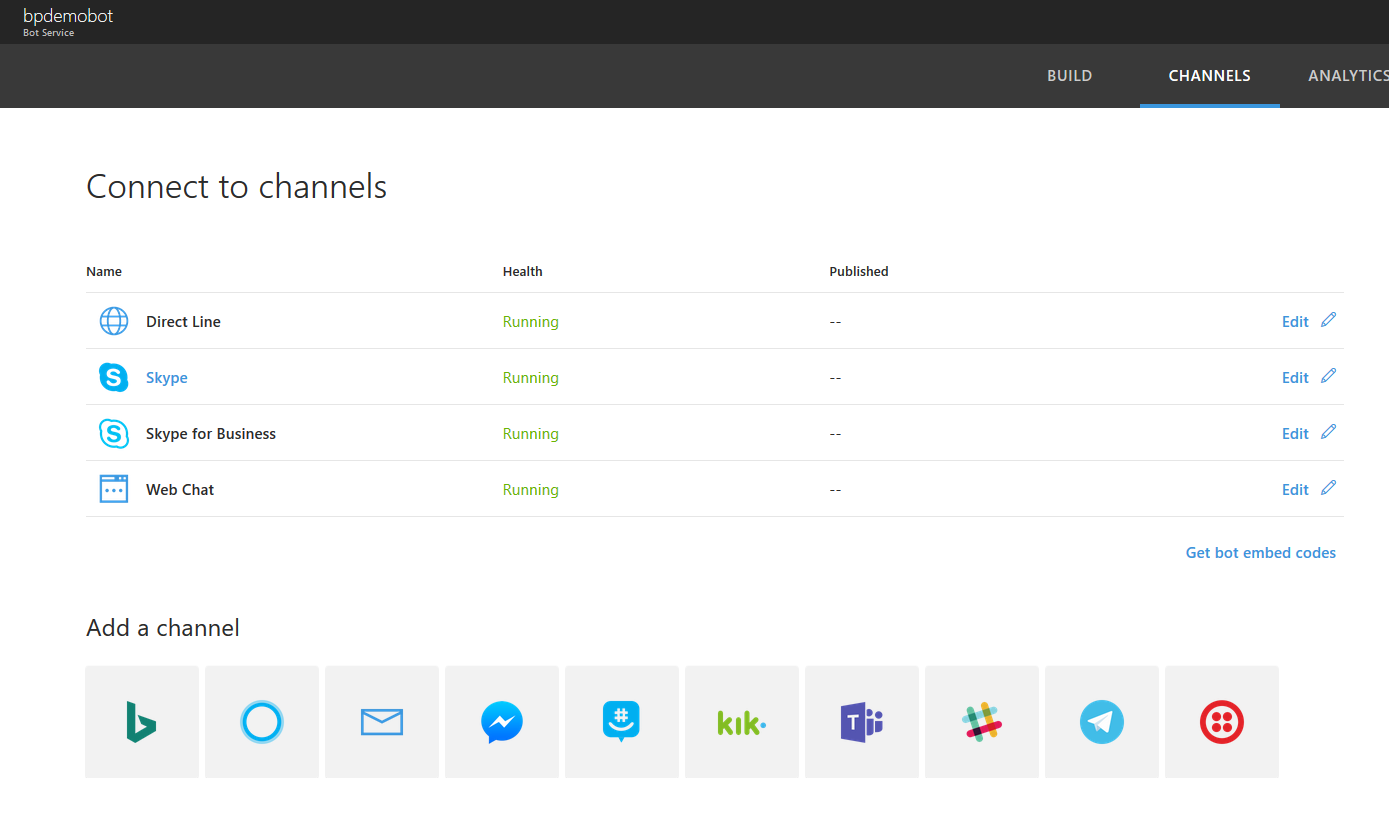 bpdemobot
Bot Service
BUILD CHANNELS ANALYTICS
Connect to channels
Name Health Published
Direct Line Running -- Edit
Skype Running -- Edit
Skype for Business Running -- Edit
Web Chat Running -- Edit
Get bot embed codes
Add a channel
kik.
T